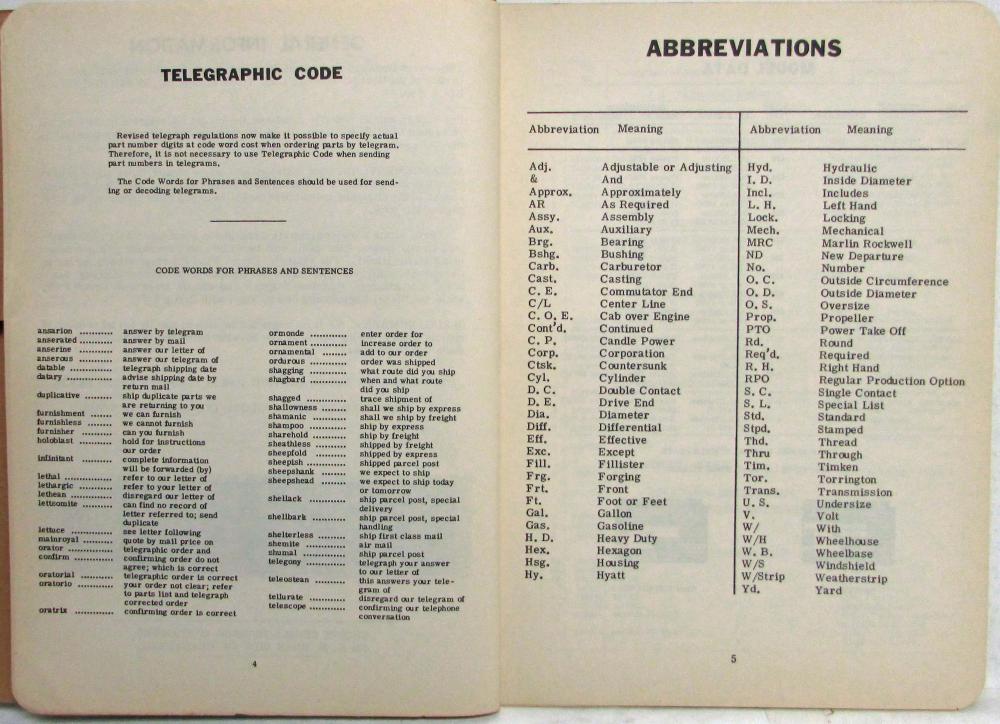 TELEGRAPHIC CODE
Revised telegraph regulations now make it possible to specify actual
part number digits at code word cost when ordering parts by telegram.
Therefore, it is not necessary to use Telegraphic Code when sending
part numbers in telegrams.
The Code Words for Phrases and Sentences should be used for send-
ing or decoding telegrams.
CODE WORDS FOR PHRASES AND SENTENCES
ansarion ........... answer by telegram
anserated ........... answer by mail
anserine ........... answer our letter of
anserous ........... answer our telegram of
datable ........... telegraph shipping date
datary ........... advise shipping date by
return mail
duplicative ........... ship duplicate parts we
are returning to you
furnishment ....... we can furnish
furnishless ....... we cannot furnish
furnisher ......... can you furnish
holoblast ......... hold for instructions
our order
infinitant ......... complete information
will be forwarded (by)
lethal ............ refer to our letter of
lethargic ......... refer to your letter of
lethean ........... disregard our letter of
lettsomite ........ can find no record of
letter referred to; send
duplicate
lettuce ........... see letter following
mainroyal ......... quote by mail price on
orator ............ telegraphic order and
confirm ........... confirming order do not
agree; which is correct
oratorial .......... telegraphic order is correct
oratorio .......... your order not clear; refer
to parts list and telegraph
corrected order
oratrix ............ confirming order is correct
ormonde ........... enter order for
ornament ........... increase order to
ornamental ........ add to our order
ordurous ........... order was shipped
shagging ........... what route did you ship
shagbard ........... when and what route
did you ship
shagged ........... trace shipment of
shallowness ........ shall we ship by express
shamanic ........... shall we ship by freight
shampoo ........... ship by express
sharehold ........... ship by freight
sheathless ........... shipped by freight
sheepfold ........... shipped by express
sheepish ........... shipped parcel post
sheepshank ........ we expect to ship
sheepshead ........ we expect to ship today
or tomorrow
shellack ........... ship parcel post, special
delivery
shellbark ........... ship parcel post, special
handling
shelterless ........ ship first class mail
shemite ........... air mail
shumal ........... ship parcel post
telegony ........... telegraph your answer
to our letter of
teleostean ........... this answers your tele-
gram of
tellurate ........... disregard our telegram of
telescope ........... confirming our telephone
conversation
4
ABBREVIATIONS
Abbreviation Meaning
Adj. Adjustable or Adjusting
& And
Approx. Approximately
AR As Required
Assy. Assembly
Aux. Auxiliary
Brg. Bearing
Bshg. Bushing
Carb. Carburetor
Cast. Casting
C. E. Commutator End
C/L Center Line
C. O. E. Cab over Engine
Cont'd. Continued
C. P. Candle Power
Corp. Corporation
Ctsk. Countersunk
Cyl. Cylinder
D. C. Double Contact
D. E. Drive End
Dia. Diameter
Diff. Differential
Eff. Effective
Exc. Except
Fill. Fillister
Frg. Forging
Frt. Front
Ft. Foot or Feet
Gal. Gallon
Gas. Gasoline
H. D. Heavy Duty
Hex. Hexagon
Hsg. Housing
Hy. Hyatt
Abbreviation Meaning
Hyd. Hydraulic
I. D. Inside Diameter
Incl. Includes
L. H. Left Hand
Lock. Locking
Mech. Mechanical
MRC Marlin Rockwell
ND New Departure
No. Number
O. C. Outside Circumference
O. D. Outside Diameter
O. S. Oversize
Prop. Propeller
PTO Power Take Off
Rd. Round
Req'd. Required
R. H. Right Hand
RPO Regular Production Option
S. C. Single Contact
S. L. Special List
Std. Standard
Stpd. Stamped
Thd. Thread
Thru Through
Tim. Timken
Tor. Torrington
Trans. Transmission
U. S. Undersize
V. Volt
W/ With
W/H Wheelhouse
W. B. Wheelbase
W/S Windshield
W/Strip Weatherstrip
Yd. Yard
5